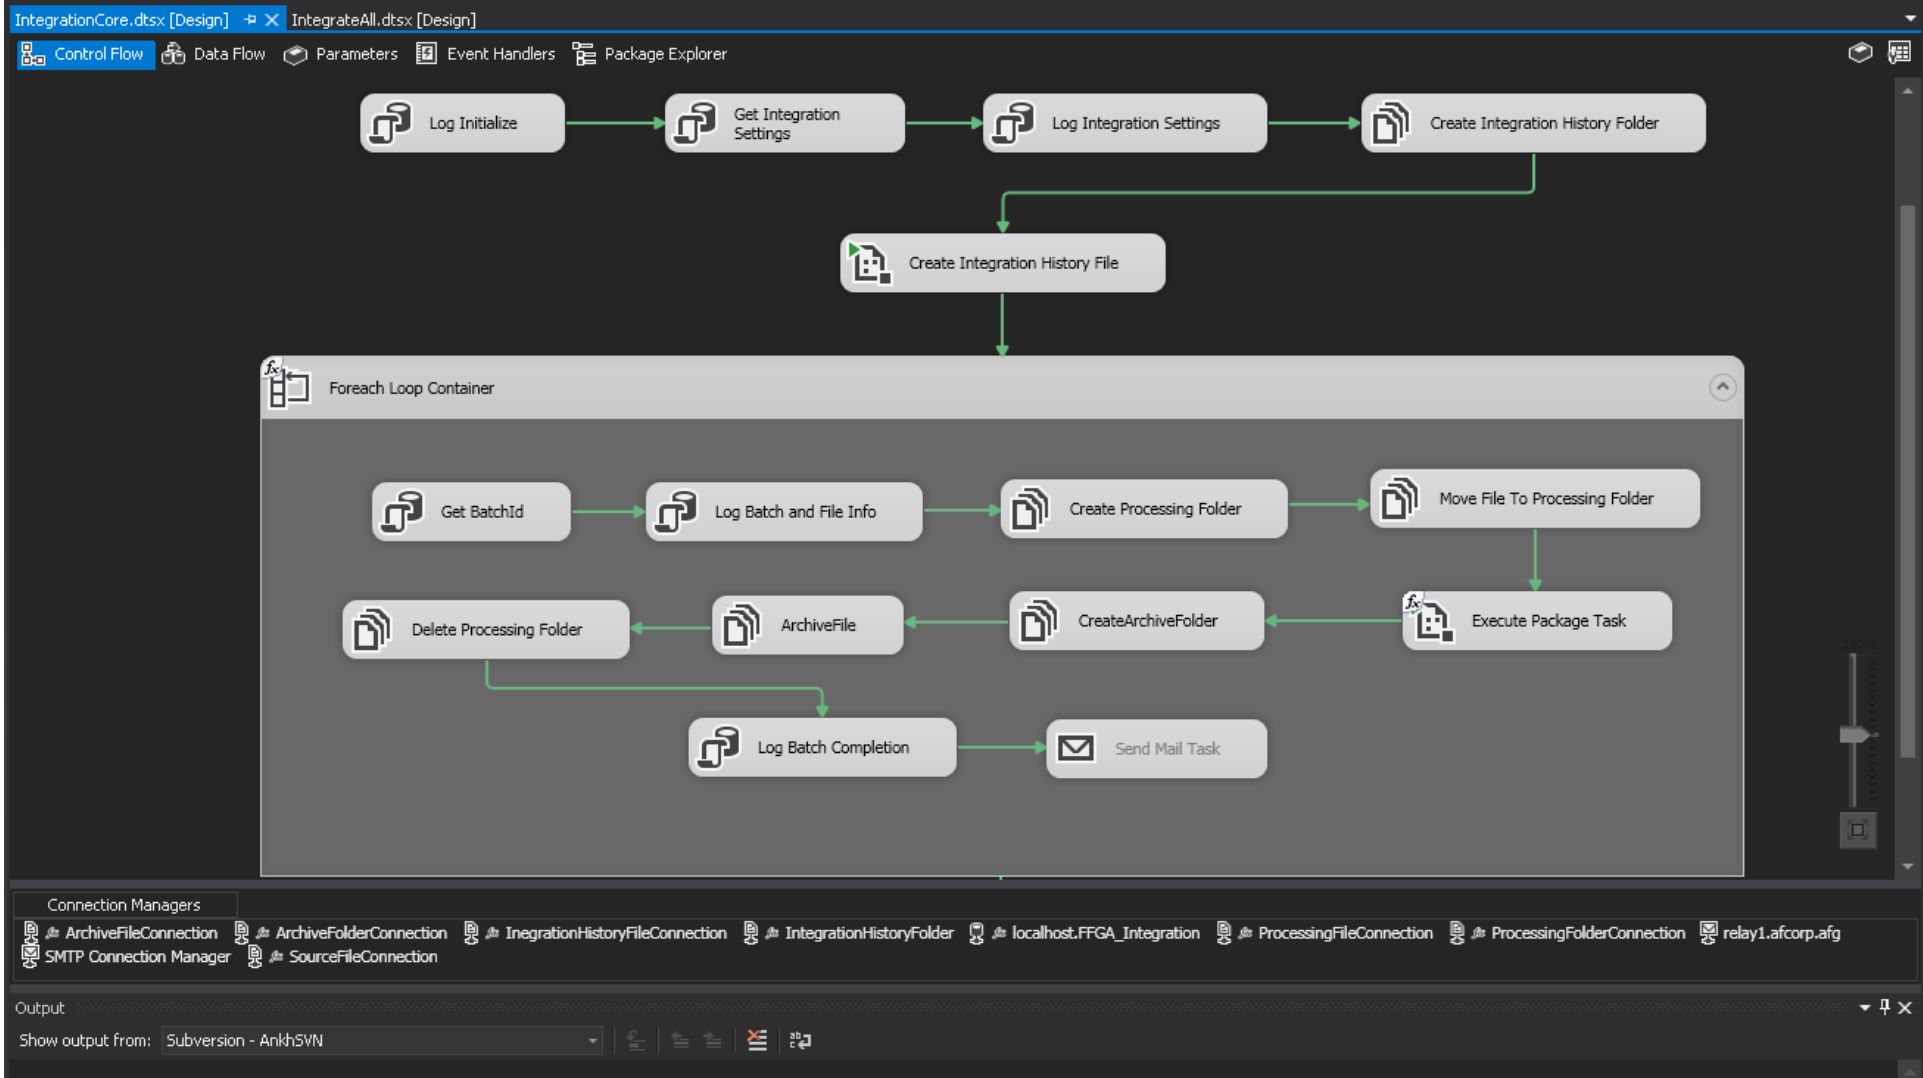 IntegrationCore.dtsx [Design]
IntegrateAll.dtsx [Design]
Control Flow
Data Flow
Parameters
Event Handlers
Package Explorer
Log Initialize
Get Integration
Settings
Log Integration Settings
Create Integration History Folder
Create Integration History File
fx
Foreach Loop Container
Get BatchId
Log Batch and File Info
Create Processing Folder
Move File To Processing Folder
Delete Processing Folder
ArchiveFile
CreateArchiveFolder
fx
Execute Package Task
Log Batch Completion
Send Mail Task
Connection Managers
ArchiveFileConnection
ArchiveFolderConnection
InegrationHistoryFileConnection
IntegrationHistoryFolder
localhost.FFGA_Integration
ProcessingFileConnection
ProcessingFolderConnection
relay1.afcorp.afg
SMTP Connection Manager
SourceFileConnection
Output
Show output from:
Subversion - AnkhSVN